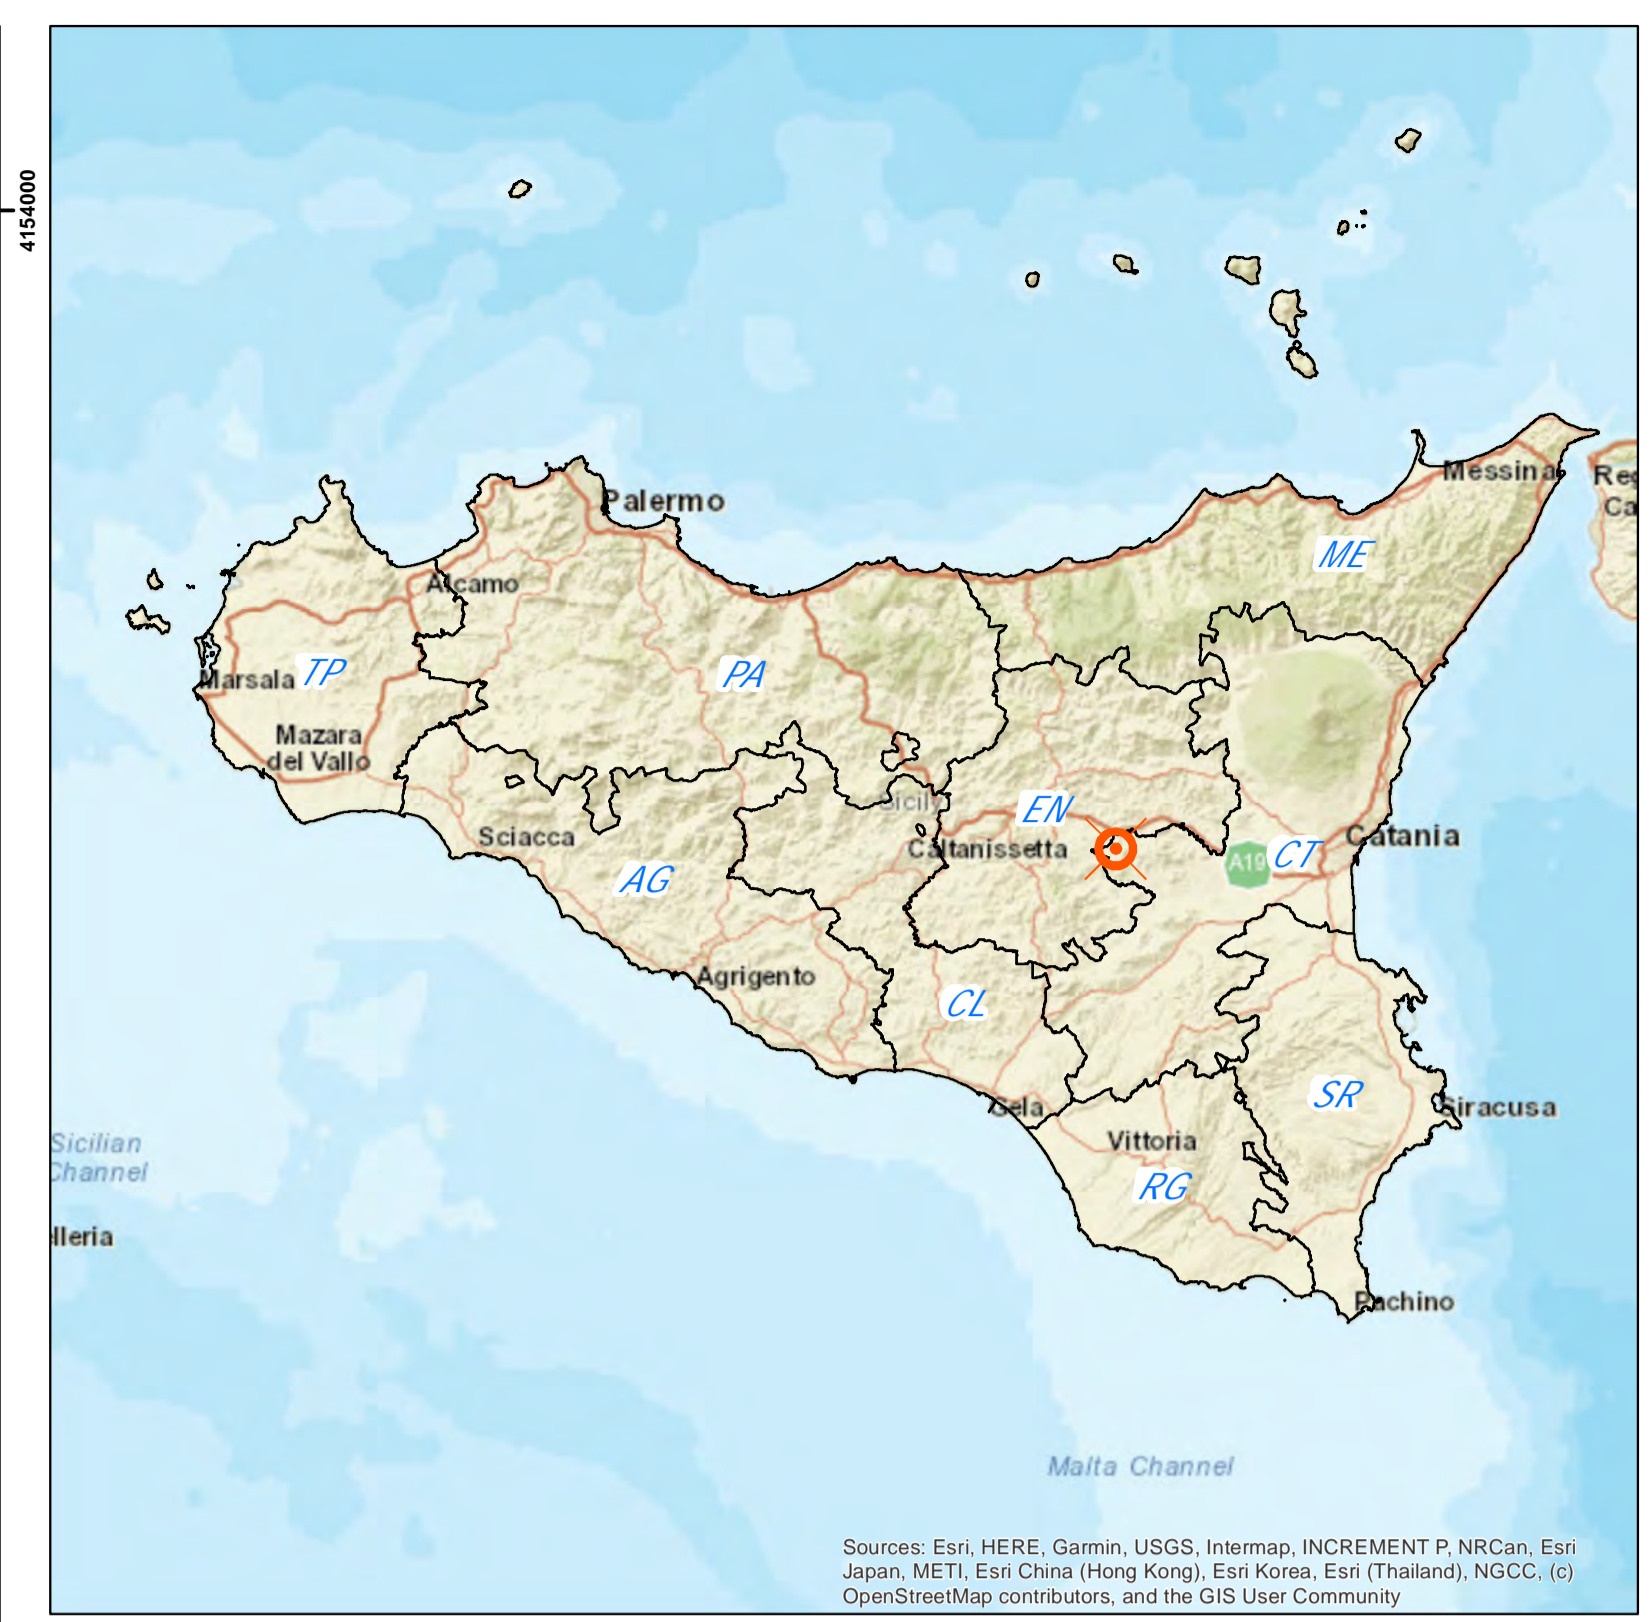 4154000
Palermo
Messina
Reg
Ca
ME
Alcamo
TP
PA
Marsala
Mazara
del Vallo
Sicily
EN
Sciacca
Caltanissetta
Catania
A19
CT
AG
Agrigento
CL
SR
Gela
Siracusa
Vittoria
Sicilian
Channel
RG
lleria
Pachino
Malta Channel
Sources: Esri, HERE, Garmin, USGS, Intermap, INCREMENT P, NRCan, Esri
Japan, METI, Esri China (Hong Kong), Esri Korea, Esri (Thailand), NGCC, (c)
OpenStreetMap contributors, and the GIS User Community